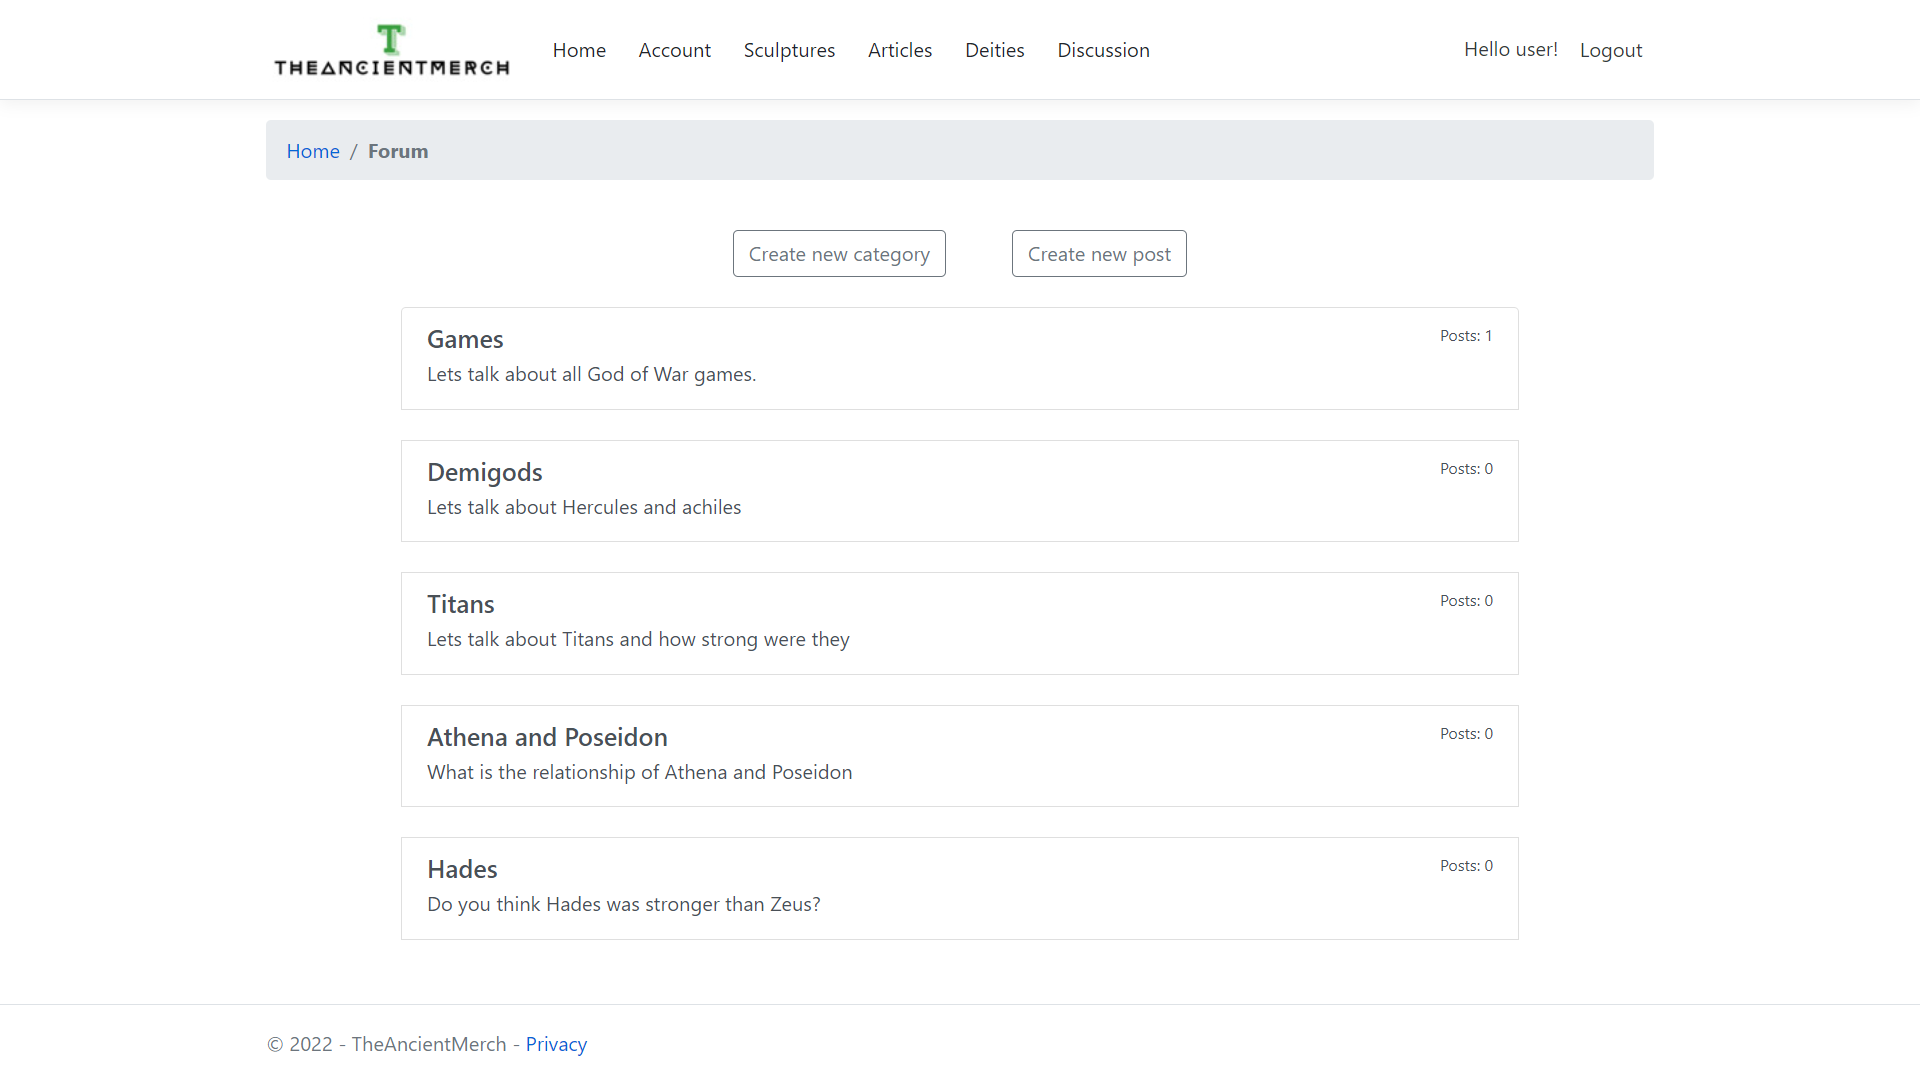 T
THEANCIENTMERCH
Home Account Sculptures Articles Deities Discussion Hello user! Logout
Home / Forum
Create new category Create new post
Games Posts: 1
Lets talk about all God of War games.
Demigods Posts: 0
Lets talk about Hercules and achiles
Titans Posts: 0
Lets talk about Titans and how strong were they
Athena and Poseidon Posts: 0
What is the relationship of Athena and Poseidon
Hades Posts: 0
Do you think Hades was stronger than Zeus?
© 2022 - TheAncientMerch - Privacy